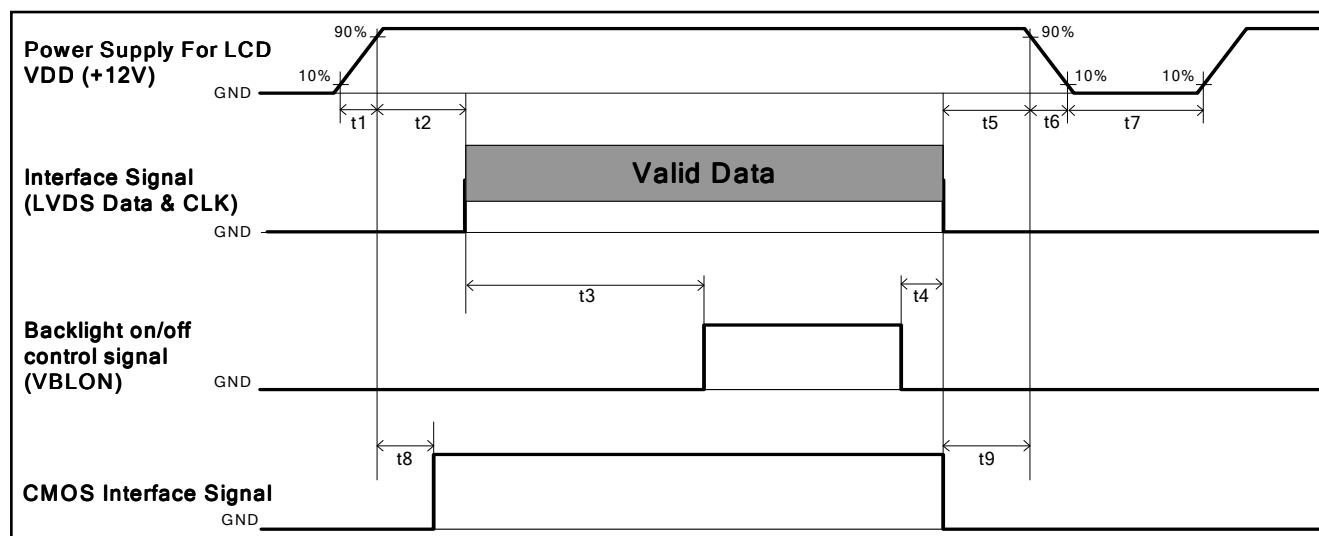 Power Supply For LCD
VDD (+12V)
90%
10%
GND
90%
10%
10%
t1
t2
t5
t6
t7
Interface Signal
(LVDS Data & CLK)
Valid Data
GND
t3
t4
Backlight on/off
control signal
(VBLON)
GND
t8
t9
CMOS Interface Signal
GND